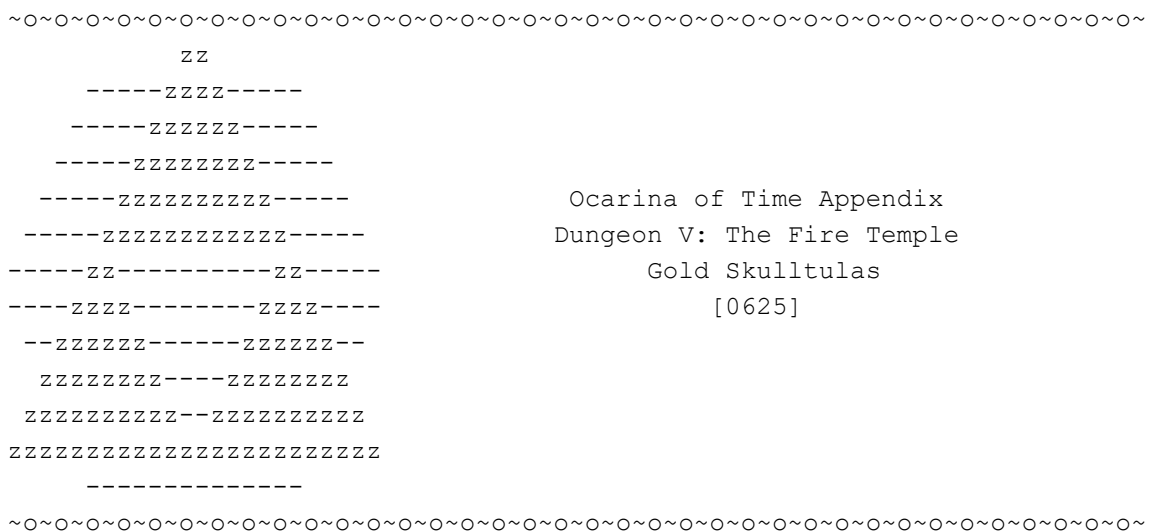 ~o~o~o~o~o~o~o~o~o~o~o~o~o~o~o~o~o~o~o~o~o~o~o~o~o~o~o~o~o~o~o~o~o~o~o~o~
           zz
     -----zzzz-----
    -----zzzzzz-----
   -----zzzzzzzz-----
  -----zzzzzzzzzz-----              Ocarina of Time Appendix
 -----zzzzzzzzzzzz-----            Dungeon V: The Fire Temple
-----zz----------zz-----                 Gold Skulltulas
----zzzz--------zzzz----                     [0625]
 --zzzzzz------zzzzzz--
  zzzzzzzz----zzzzzzzz
 zzzzzzzzzz--zzzzzzzzzz
zzzzzzzzzzzzzzzzzzzzzzzz
     --------------
~o~o~o~o~o~o~o~o~o~o~o~o~o~o~o~o~o~o~o~o~o~o~o~o~o~o~o~o~o~o~o~o~o~o~o~o~